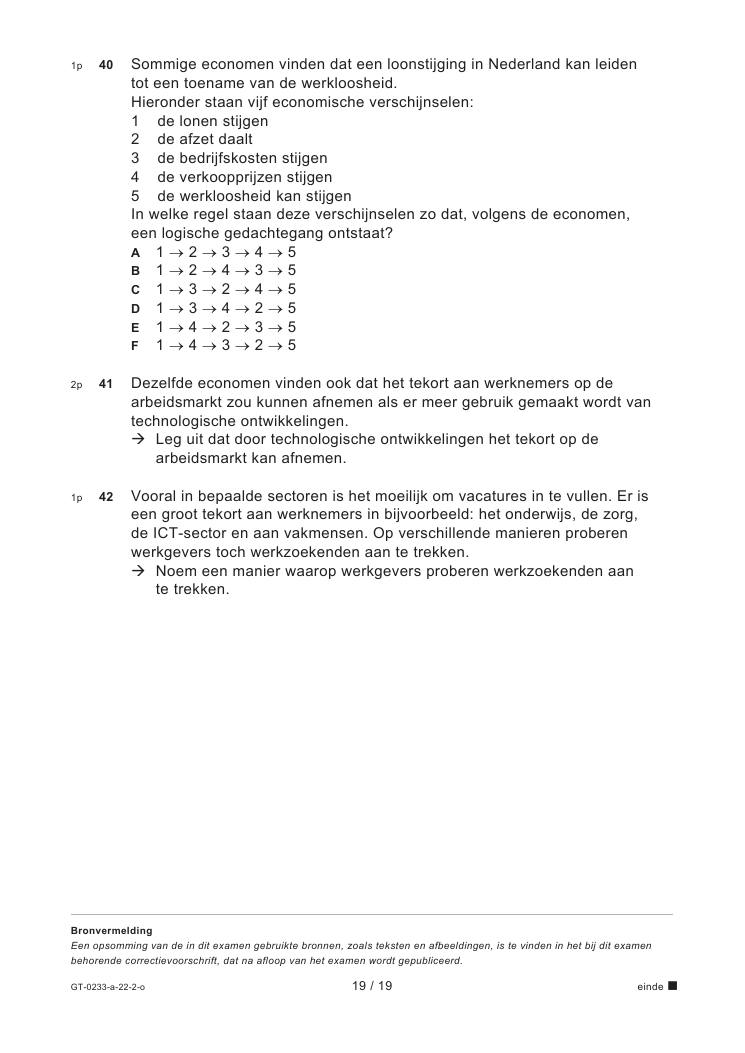 1p 40 Sommige economen vinden dat een loonstijging in Nederland kan leiden
tot een toename van de werkloosheid.
Hieronder staan vijf economische verschijnselen:
1 de lonen stijgen
2 de afzet daalt
3 de bedrijfskosten stijgen
4 de verkoopprijzen stijgen
5 de werkloosheid kan stijgen
In welke regel staan deze verschijnselen zo dat, volgens de economen,
een logische gedachtegang ontstaat?
A 1 → 2 → 3 → 4 → 5
B 1 → 2 → 4 → 3 → 5
C 1 → 3 → 2 → 4 → 5
D 1 → 3 → 4 → 2 → 5
E 1 → 4 → 2 → 3 → 5
F 1 → 4 → 3 → 2 → 5
2p 41 Dezelfde economen vinden ook dat het tekort aan werknemers op de
arbeidsmarkt zou kunnen afnemen als er meer gebruik gemaakt wordt van
technologische ontwikkelingen.
→ Leg uit dat door technologische ontwikkelingen het tekort op de
arbeidsmarkt kan afnemen.
1p 42 Vooral in bepaalde sectoren is het moeilijk om vacatures in te vullen. Er is
een groot tekort aan werknemers in bijvoorbeeld: het onderwijs, de zorg,
de ICT-sector en aan vakmensen. Op verschillende manieren proberen
werkgevers toch werkzoekenden aan te trekken.
→ Noem een manier waarop werkgevers proberen werkzoekenden aan
te trekken.
Bronvermelding
Een opsomming van de in dit examen gebruikte bronnen, zoals teksten en afbeeldingen, is te vinden in het bij dit examen
behorende correctievoorschrift, dat na afloop van het examen wordt gepubliceerd.
GT-0233-a-22-2-o 19 / 19 einde ■